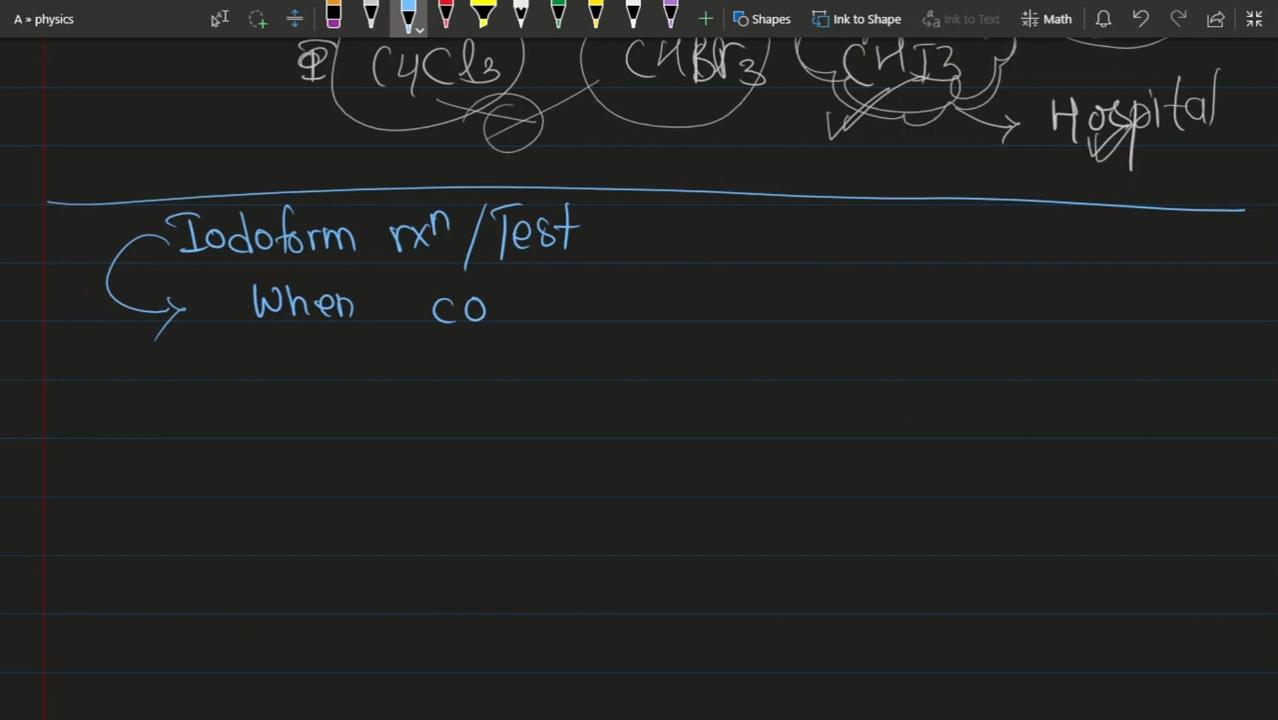 A » physics
Shapes
Ink to Shape
Ink to Text
Math
CHCl3 CHBr3 CHI3
Hospital
Iodoform rxⁿ/Test
When co